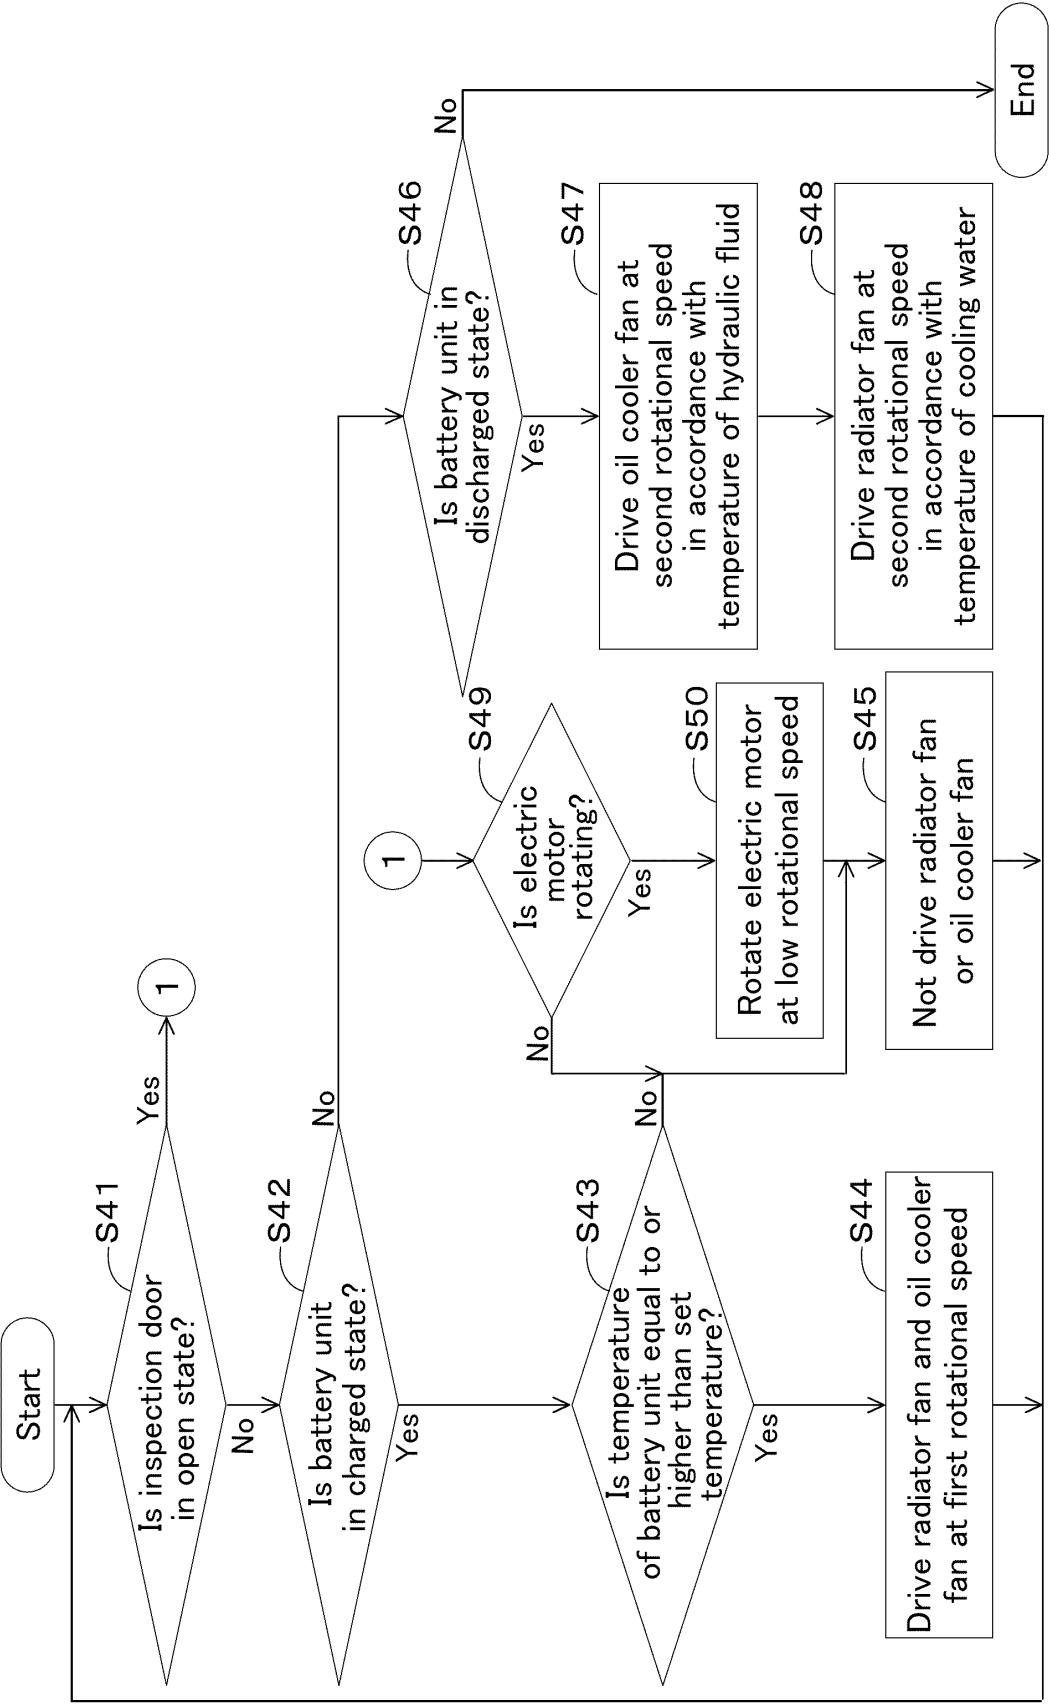 Start
S41
Is inspection door
in open state?
Yes
1
No
S42
Is battery unit
in charged state?
No
Yes
S43
Is temperature
of battery unit equal to or
higher than set
temperature?
No
Yes
S44
Drive radiator fan and oil cooler
fan at first rotational speed
1
S49
Is electric
motor
rotating?
No
Yes
S50
Rotate electric motor
at low rotational speed
S45
Not drive radiator fan
or oil cooler fan
S46
Is battery unit in
discharged state?
No
Yes
S47
Drive oil cooler fan at
second rotational speed
in accordance with
temperature of hydraulic fluid
S48
Drive radiator fan at
second rotational speed
in accordance with
temperature of cooling water
End